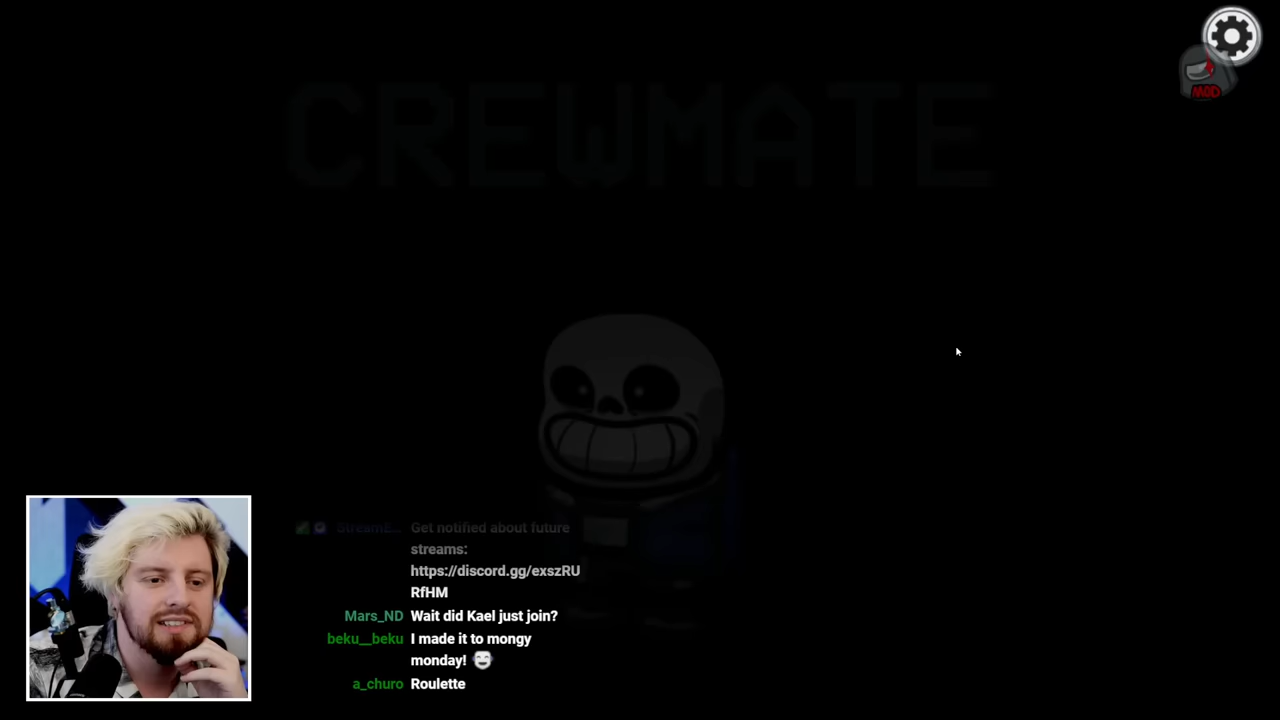 CREWMATE
MOD
StreamE... Get notified about future
streams:
https://discord.gg/exszRU
RfHM
Mars_ND Wait did Kael just join?
beku__beku I made it to mongy
monday!
a_churo Roulette